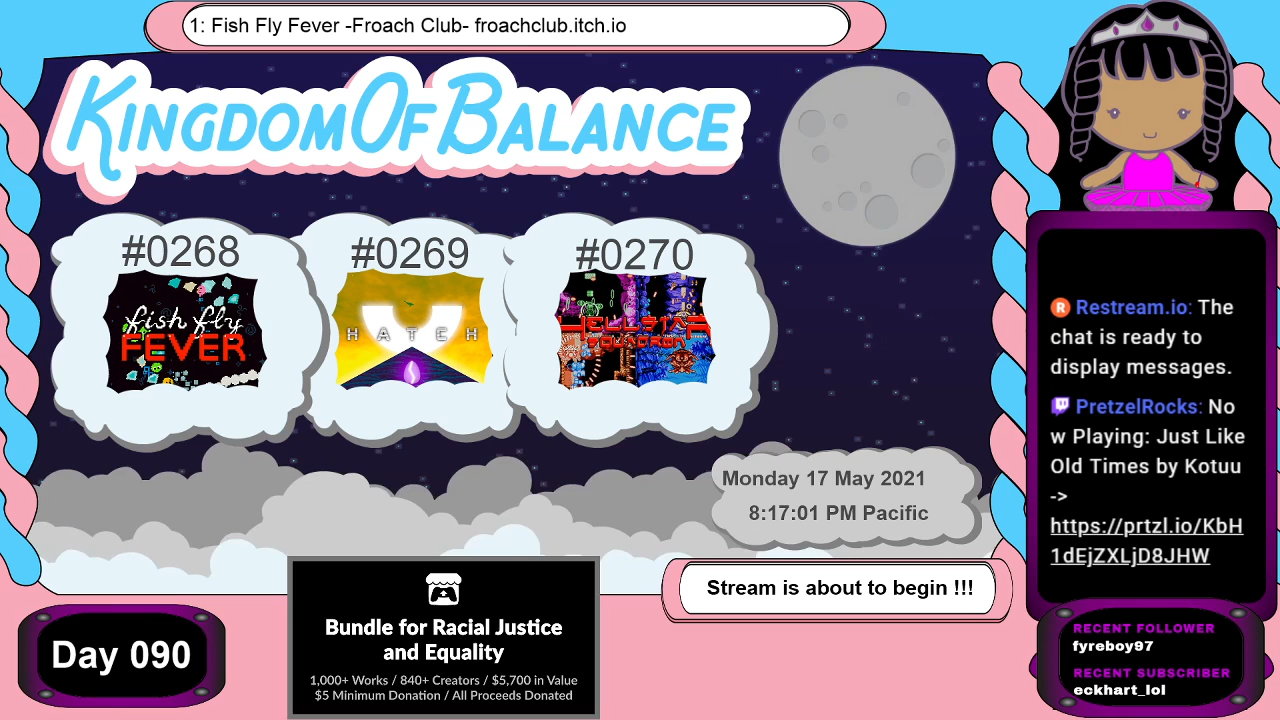 1: Fish Fly Fever -Froach Club- froachclub.itch.io
KINGDOMOFBALANCE
#0268
#0269
#0270
fish fly
FEVER
HATCH
HELLSTAR
SQUADRON
Monday 17 May 2021
8:17:01 PM Pacific
Stream is about to begin !!!
Day 090
Bundle for Racial Justice
and Equality
1,000+ Works / 840+ Creators / $5,700 in Value
$5 Minimum Donation / All Proceeds Donated
Restream.io: The
chat is ready to
display messages.
PretzelRocks: No
w Playing: Just Like
Old Times by Kotuu
->
https://prtzl.io/KbH
1dEjZXLjD8JHW
RECENT FOLLOWER
fyreboy97
RECENT SUBSCRIBER
eckhart_lol